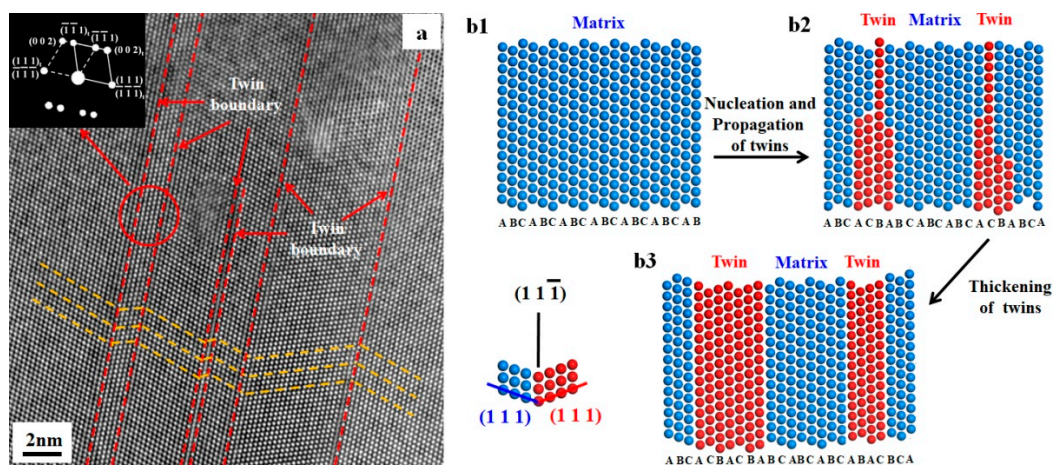 a
(1̅ 1̅ 1)
(1̅ 1̅ 1)
(0 0 2)
(0 0 2)t
(1 1 1)
(1 1 1)
Twin
boundary
Twin
boundary
2nm
b1
Matrix
A BC A BC A BC A BC A BC A BC A B
Nucleation and
Propagation
of twins
b2
Twin Matrix Twin
A BC A C B A B C A BC A BC A C B A B C A
Thickening
of twins
b3
Twin Matrix Twin
(1 1 1̅)
(1 1 1)
(1 1 1)